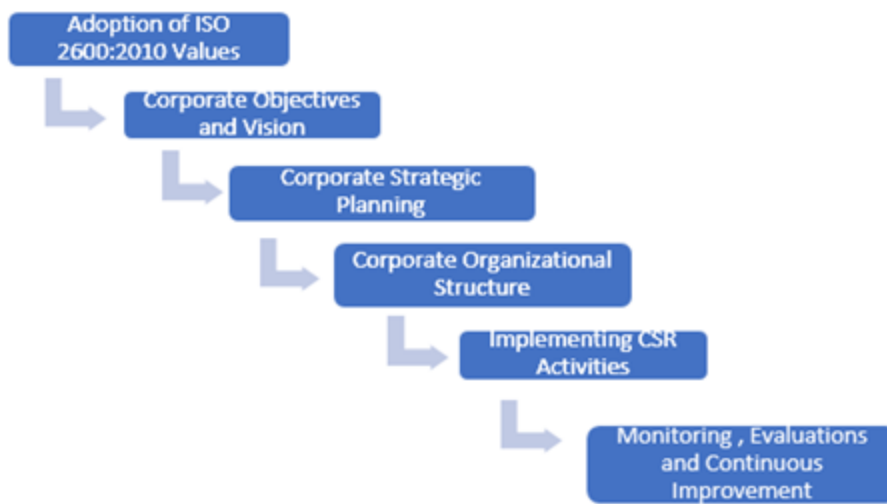 Adoption of ISO
2600:2010 Values
Corporate Objectives
and Vision
Corporate Strategic
Planning
Corporate Organizational
Structure
Implementing CSR
Activities
Monitoring , Evaluations
and Continuous
Improvement